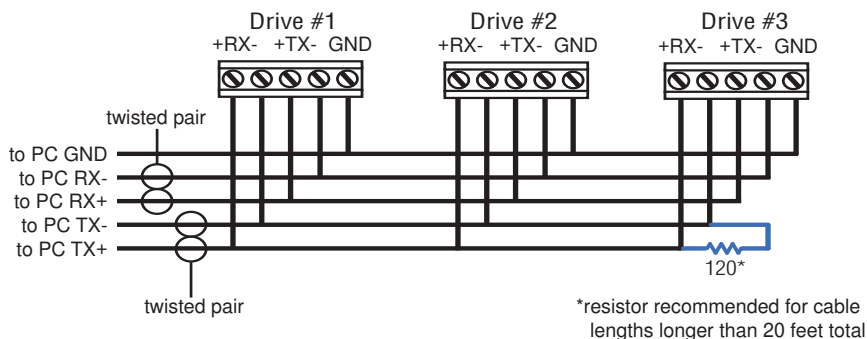 Drive #1
Drive #2
Drive #3
+RX- +TX- GND
+RX- +TX- GND
+RX- +TX- GND
twisted pair
to PC GND
to PC RX-
to PC RX+
to PC TX-
to PC TX+
120*
twisted pair
*resistor recommended for cable
lengths longer than 20 feet total